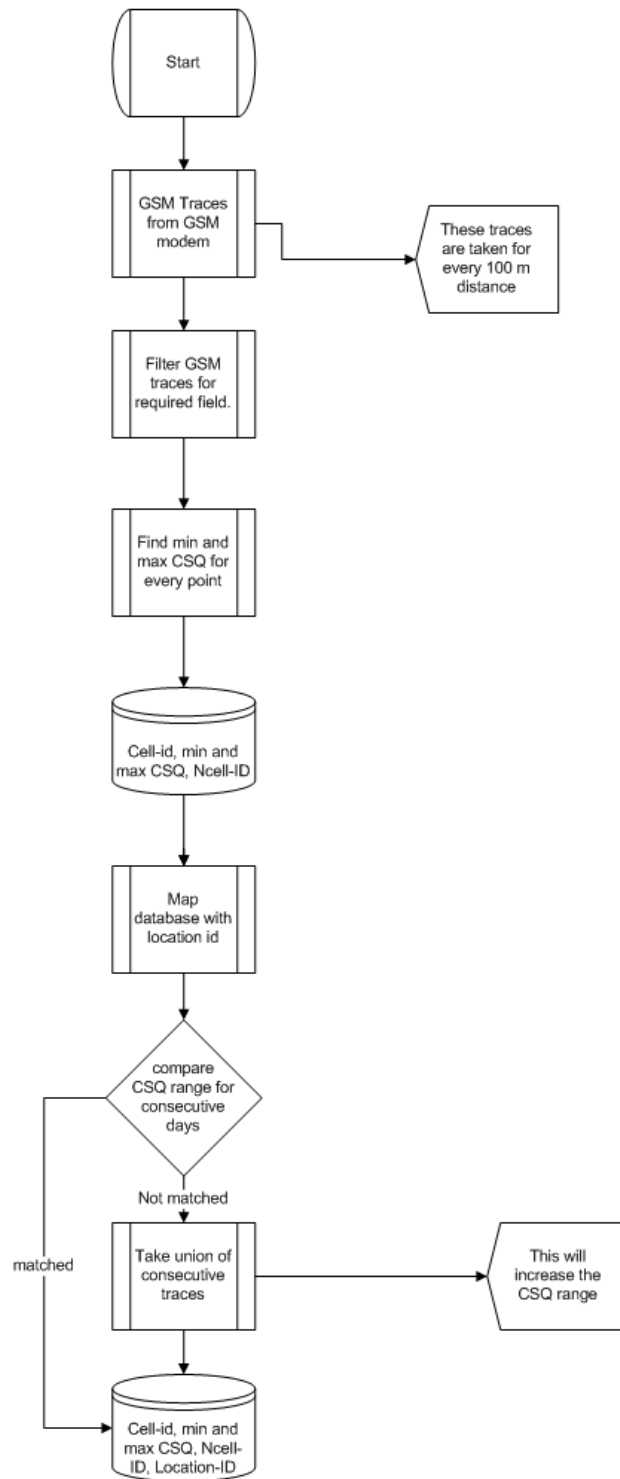 Start
GSM Traces
from GSM
modem
These traces
are taken for
every 100 m
distance
Filter GSM
traces for
required field.
Find min and
max CSQ for
every point
Cell-id, min and
max CSQ, Ncell-ID
Map
database with
location id
compare
CSQ range for
consecutive
days
Not matched
matched
Take union of
consecutive
traces
This will
increase the
CSQ range
Cell-id, min and
max CSQ, Ncell-
ID, Location-ID